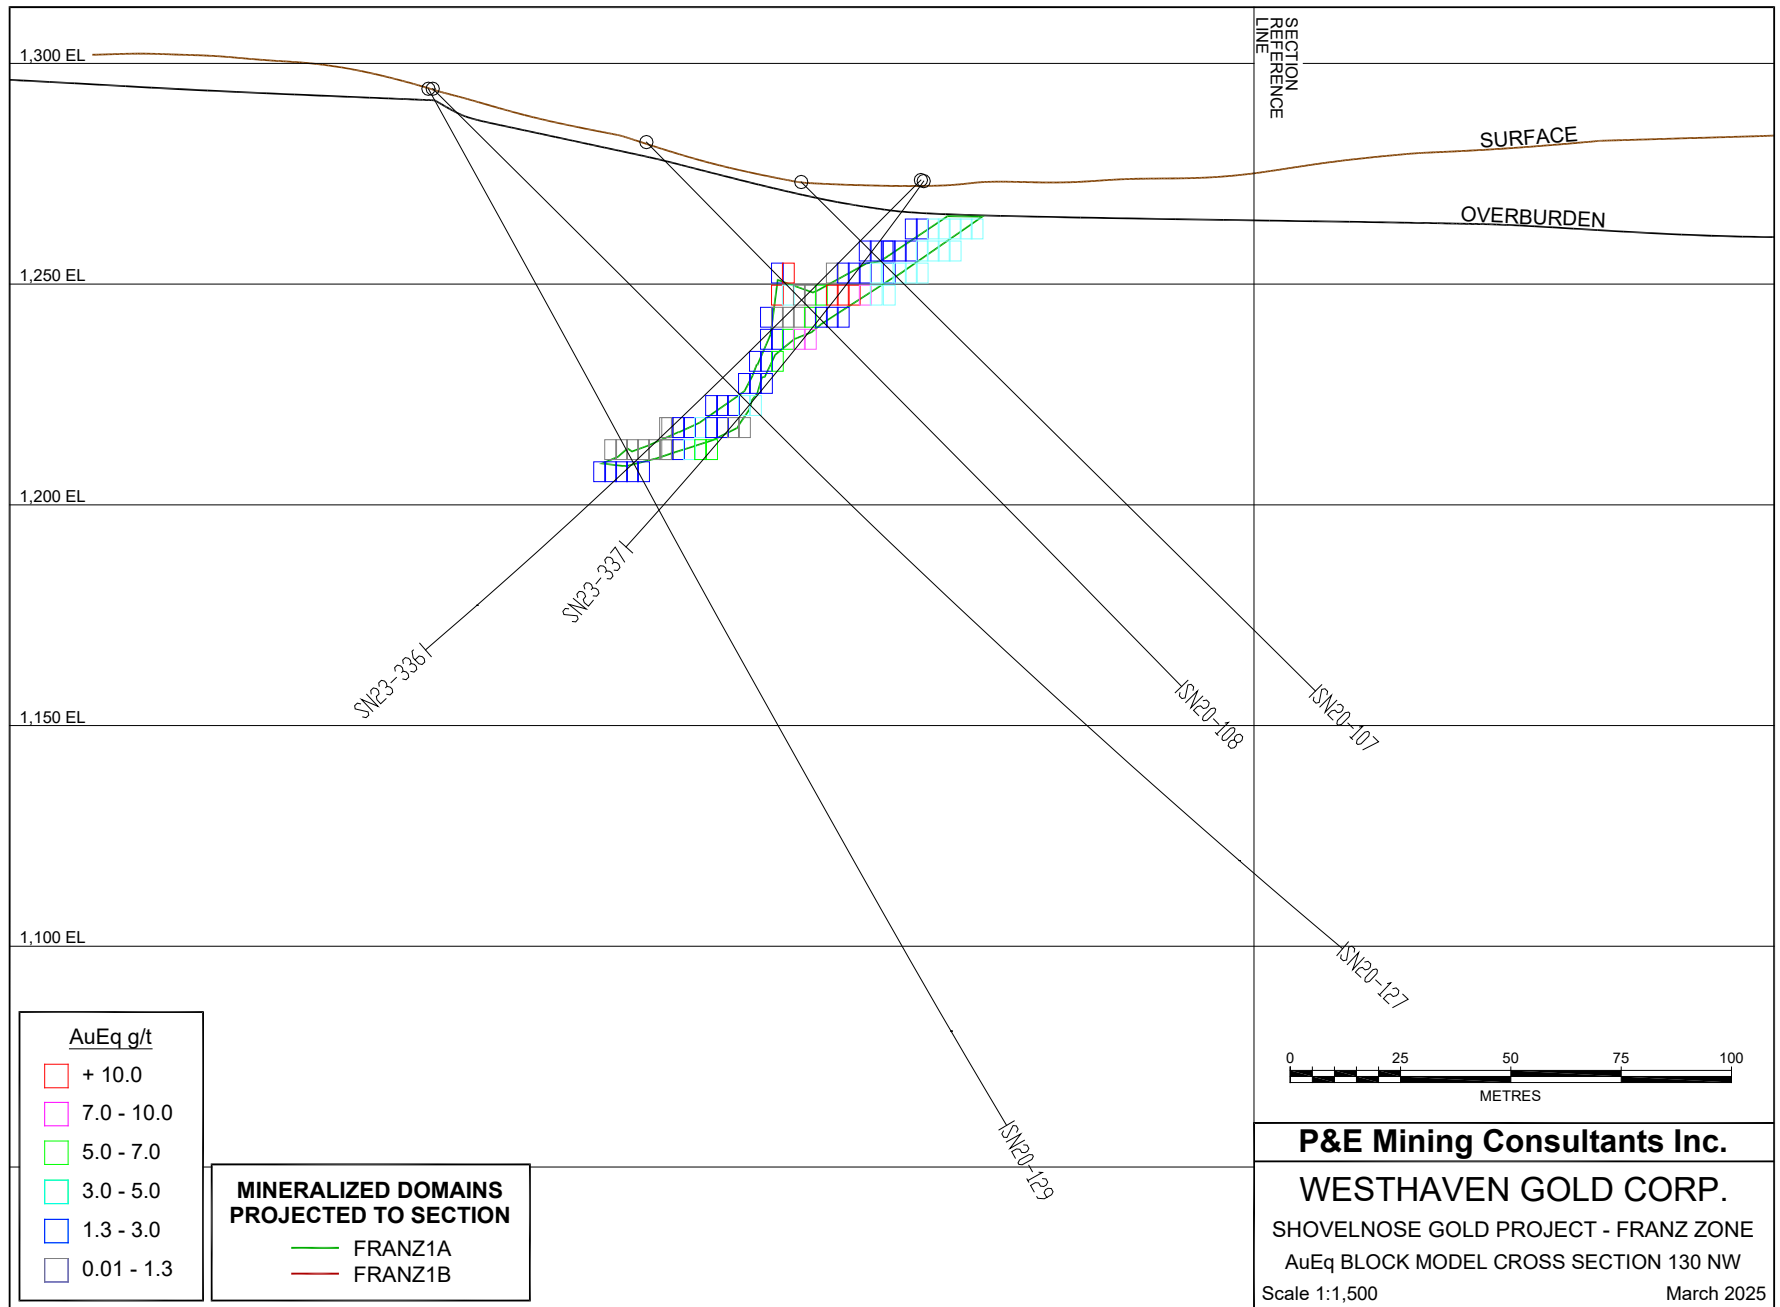 1,300 EL
SECTION
REFERENCE
LINE
SURFACE
OVERBURDEN
1,250 EL
1,200 EL
SN23-337
SN23-336
1,150 EL
SN20-108
SN20-107
1,100 EL
SN20-127
SN20-129
AuEq g/t
+ 10.0
7.0 - 10.0
5.0 - 7.0
3.0 - 5.0
1.3 - 3.0
0.01 - 1.3
MINERALIZED DOMAINS
PROJECTED TO SECTION
FRANZ1A
FRANZ1B
0 25 50 75 100
METRES
P&E Mining Consultants Inc.
WESTHAVEN GOLD CORP.
SHOVELNOSE GOLD PROJECT - FRANZ ZONE
AuEq BLOCK MODEL CROSS SECTION 130 NW
Scale 1:1,500 March 2025